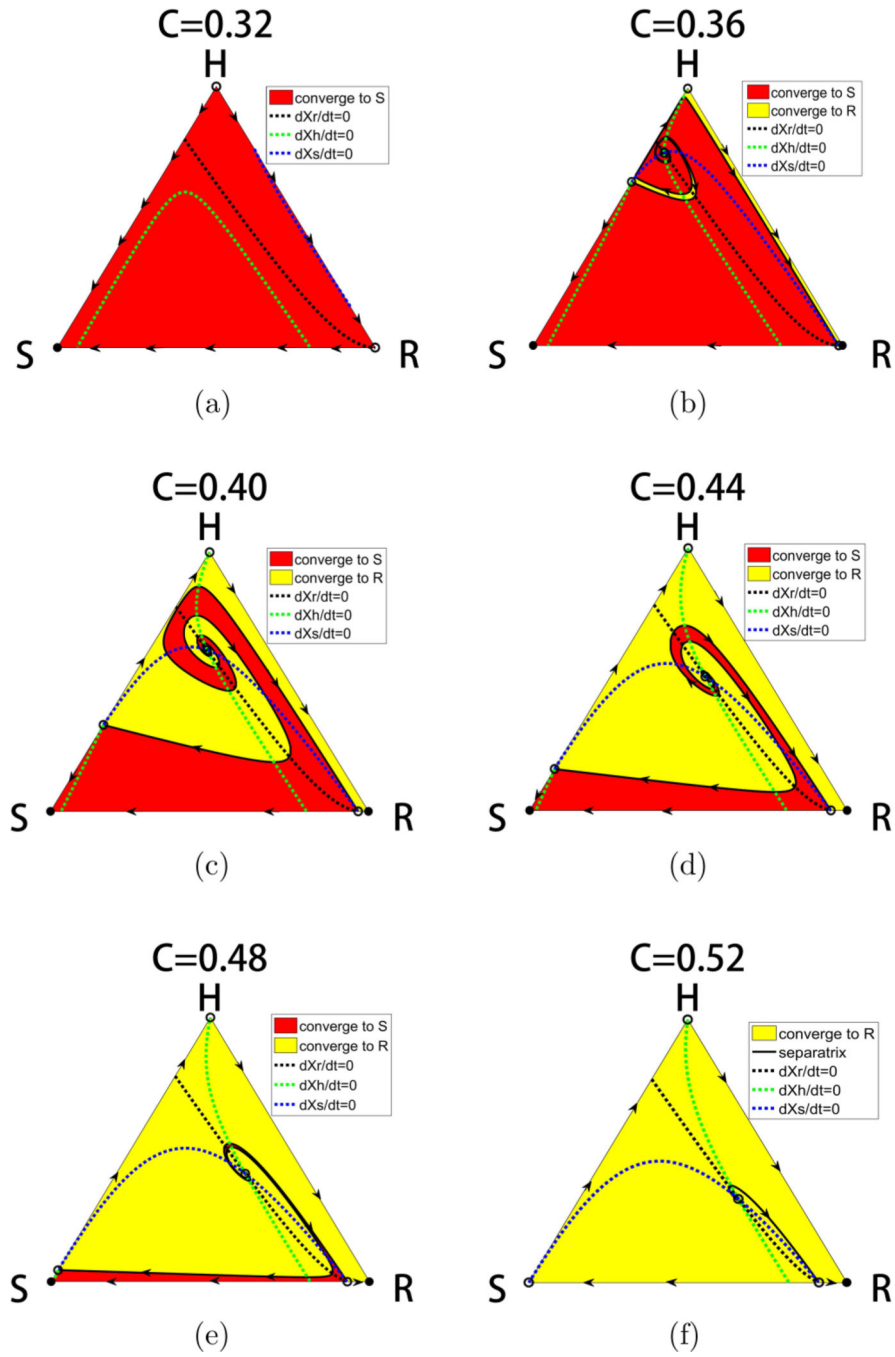 C=0.32
H
converge to S
dXr/dt=0
dXh/dt=0
dXs/dt=0
S
R
(a)
C=0.36
H
converge to S
converge to R
dXr/dt=0
dXh/dt=0
dXs/dt=0
S
R
(b)
C=0.40
H
converge to S
converge to R
dXr/dt=0
dXh/dt=0
dXs/dt=0
S
R
(c)
C=0.44
H
converge to S
converge to R
dXr/dt=0
dXh/dt=0
dXs/dt=0
S
R
(d)
C=0.48
H
converge to S
converge to R
dXr/dt=0
dXh/dt=0
dXs/dt=0
S
R
(e)
C=0.52
H
converge to R
separatrix
dXr/dt=0
dXh/dt=0
dXs/dt=0
S
R
(f)